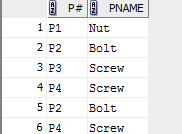 P# PNAME
1 P1 Nut
2 P2 Bolt
3 P3 Screw
4 P4 Screw
5 P2 Bolt
6 P4 Screw